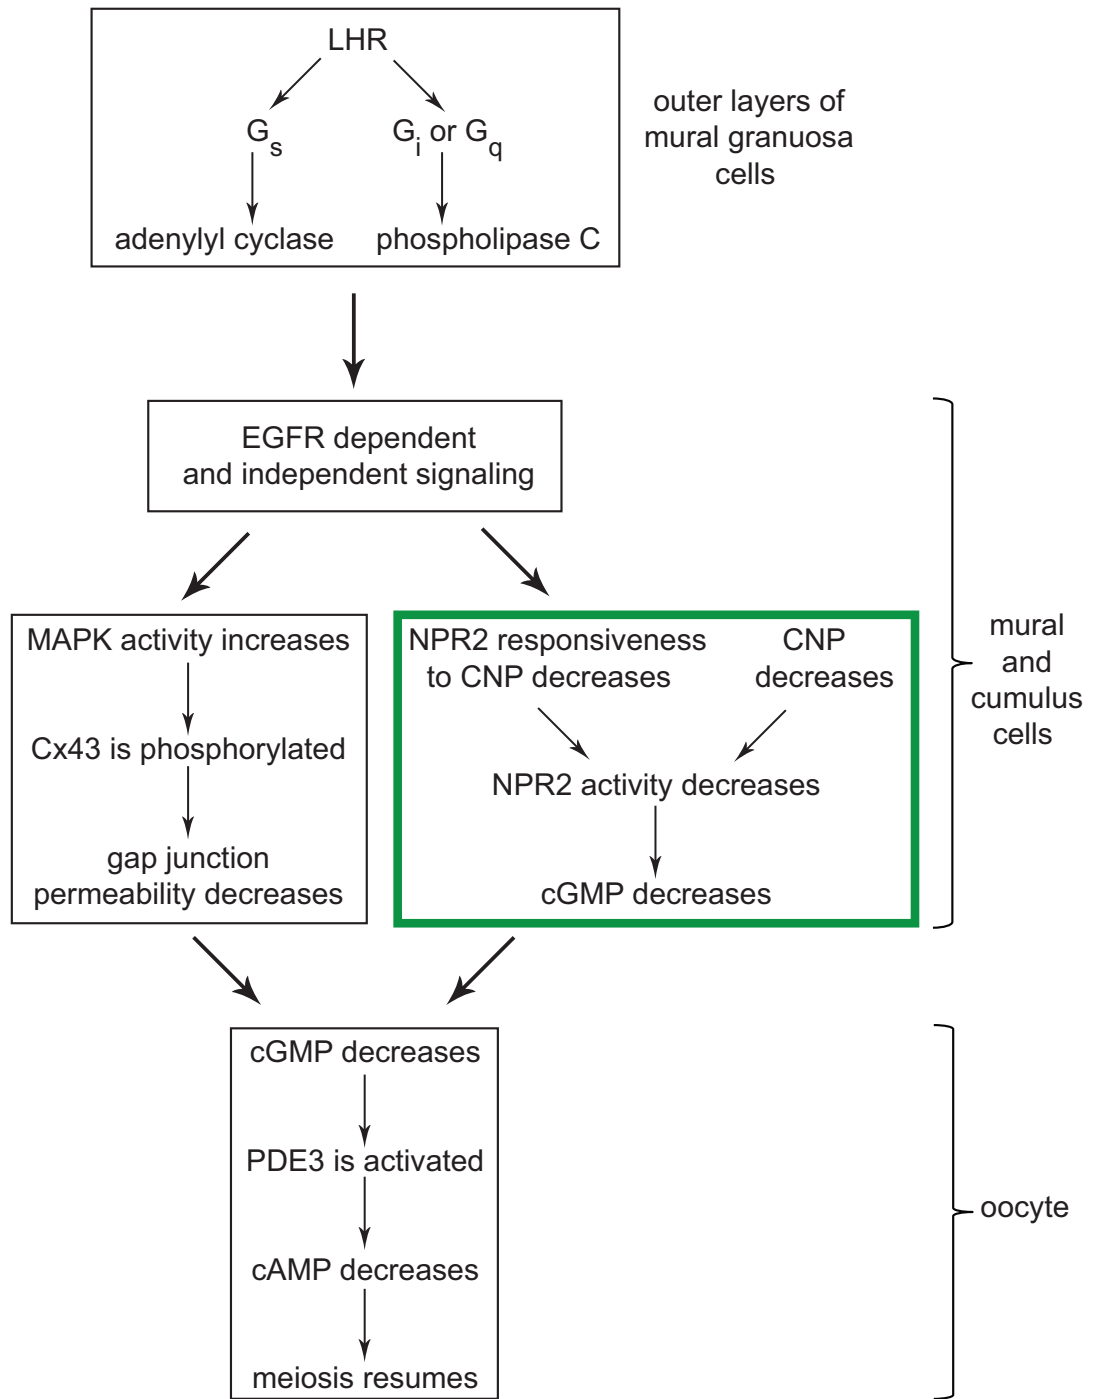 LHR
Gs
Gi or Gq
adenylyl cyclase
phospholipase C
outer layers of
mural granuosa
cells
EGFR dependent
and independent signaling
MAPK activity increases
Cx43 is phosphorylated
gap junction
permeability decreases
NPR2 responsiveness
to CNP decreases
CNP
decreases
NPR2 activity decreases
cGMP decreases
mural
and
cumulus
cells
cGMP decreases
PDE3 is activated
cAMP decreases
meiosis resumes
oocyte